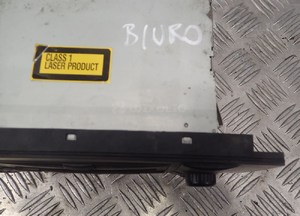 BIURO
CLASS 1
LASER PRODUCT